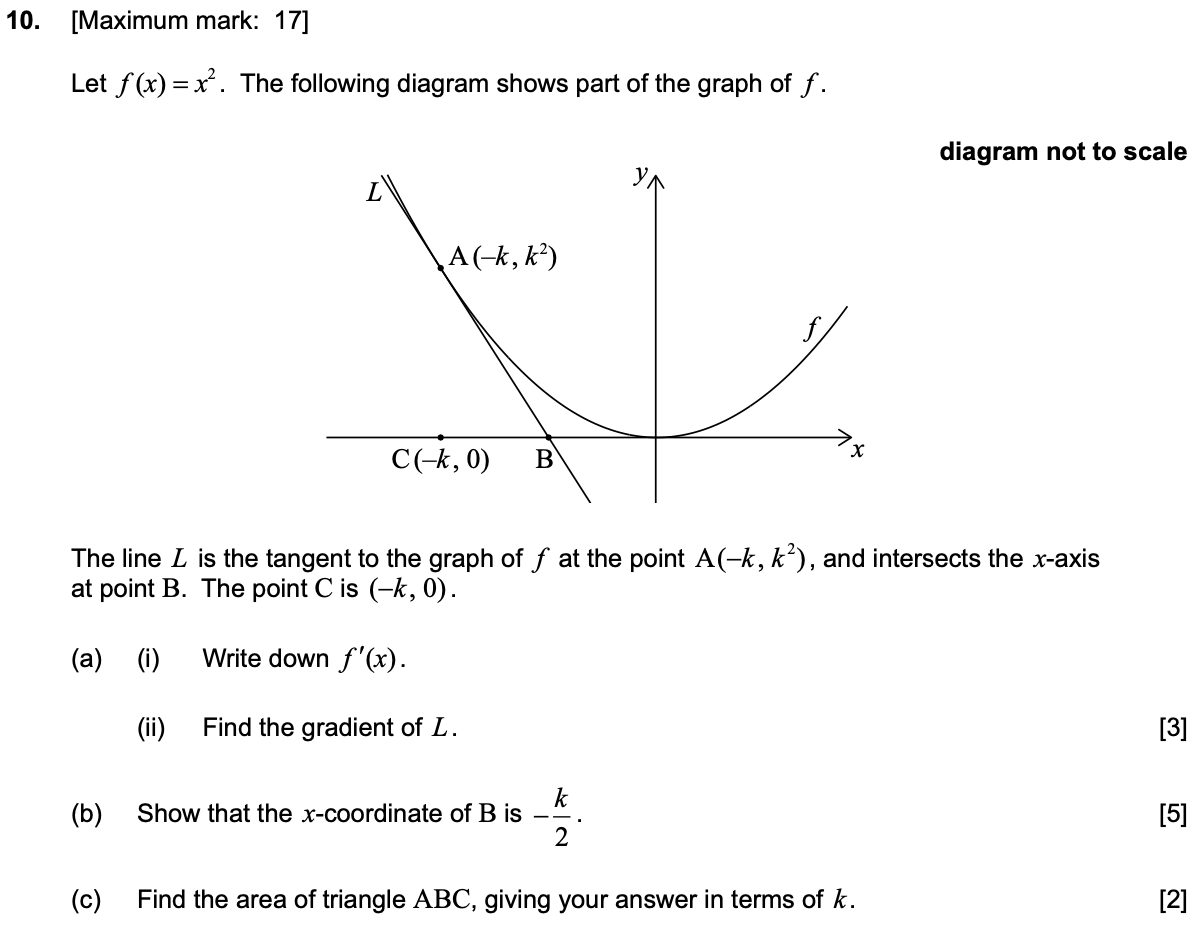 10. [Maximum mark: 17]
Let f(x) = x². The following diagram shows part of the graph of f.
diagram not to scale
y
L
A(–k, k²)
f
x
C(–k, 0)
B
The line L is the tangent to the graph of f at the point A(–k, k²), and intersects the x-axis
at point B. The point C is (–k, 0).
(a) (i) Write down f′(x).
(ii) Find the gradient of L. [3]
(b) Show that the x-coordinate of B is –k/2. [5]
(c) Find the area of triangle ABC, giving your answer in terms of k. [2]